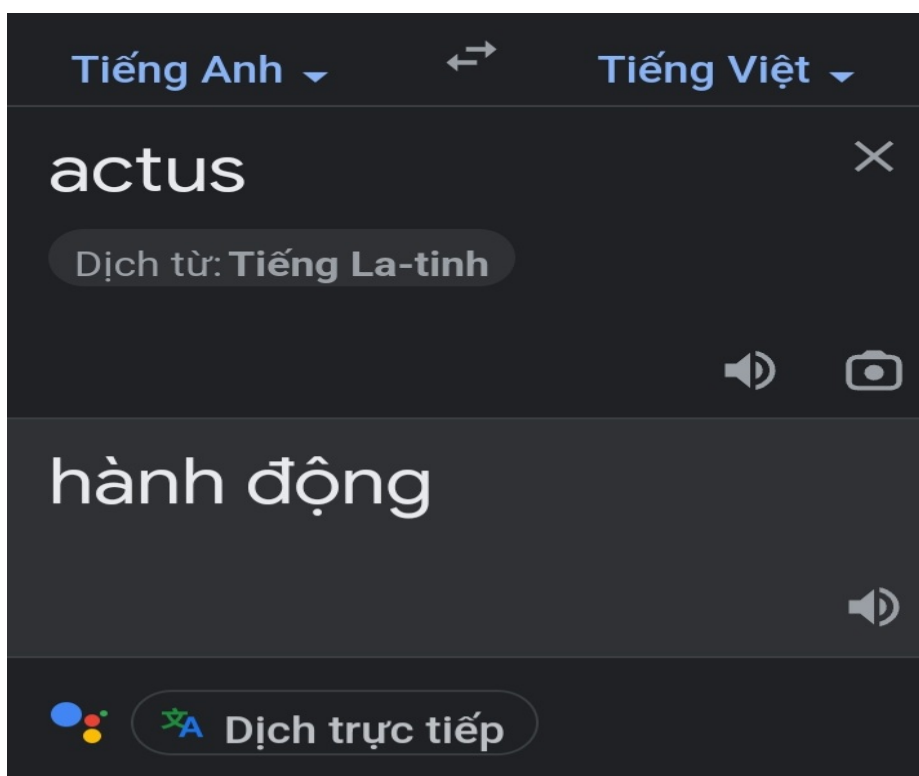 Tiếng Anh Tiếng Việt
actus
Dịch từ: Tiếng La-tinh
hành động
Dịch trực tiếp